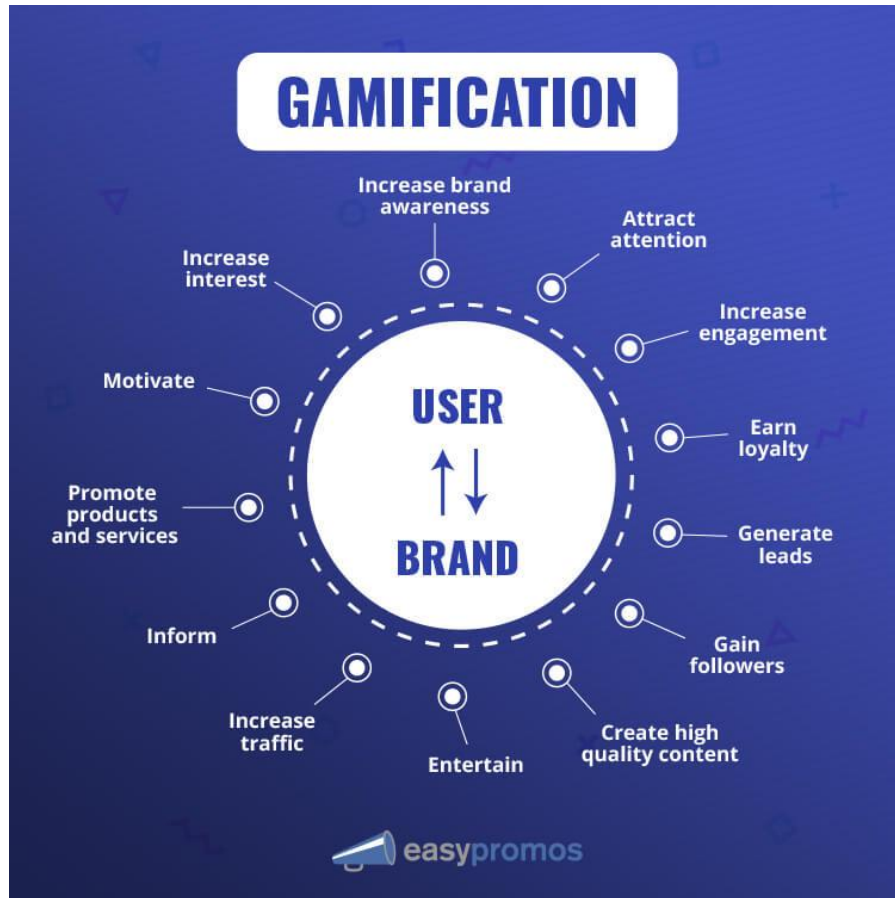 GAMIFICATION
Increase brand
awareness
Attract
attention
Increase
engagement
Earn
loyalty
Generate
leads
Gain
followers
Create high
quality content
Entertain
Increase
traffic
Inform
Promote
products
and services
Motivate
Increase
interest
USER
BRAND
easypromos